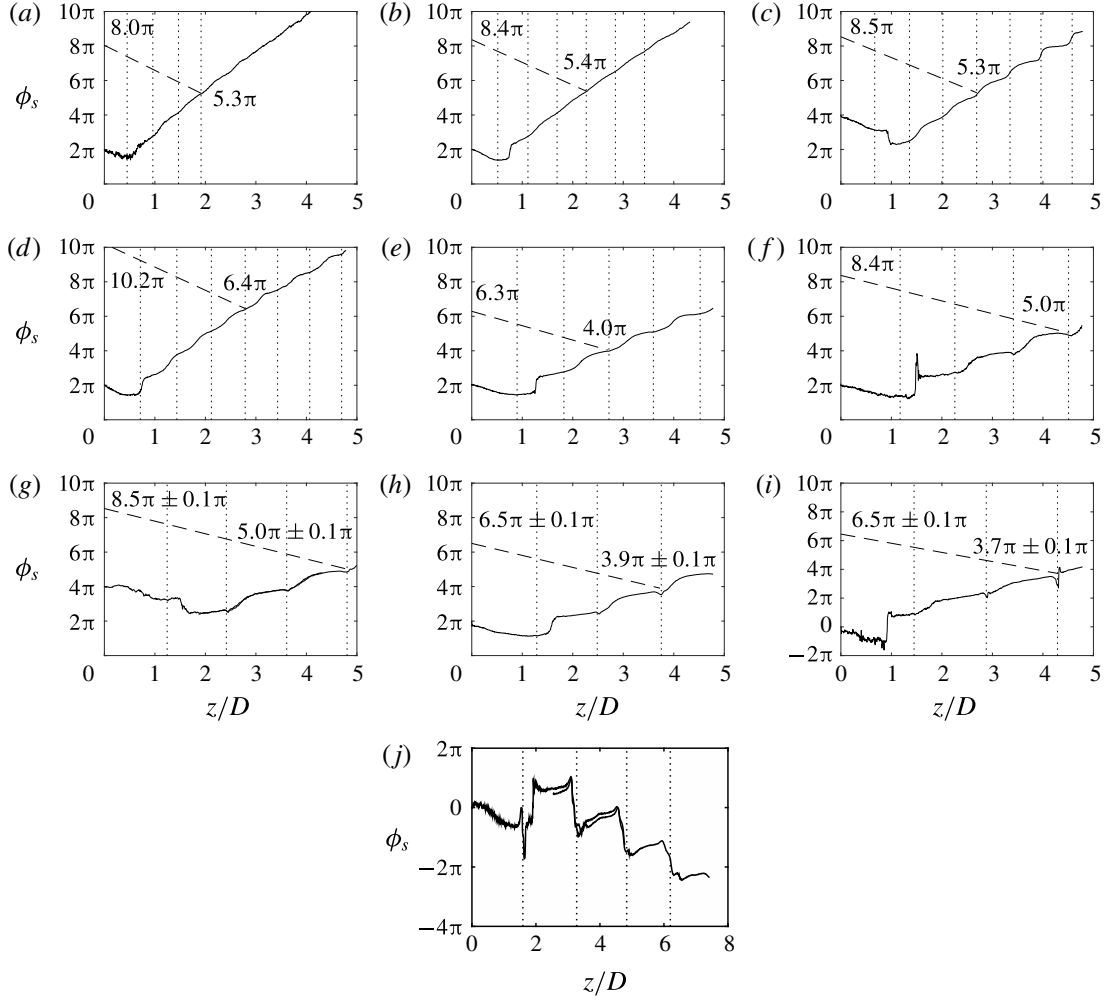 (a) (b) (c)
10π 10π 10π
8.0π 8.4π 8.5π
8π 8π 8π
5.4π 5.3π
6π 6π 6π
5.3π
ϕs
4π 4π 4π
2π 2π 2π
0 1 2 3 4 5 0 1 2 3 4 5 0 1 2 3 4 5
(d) (e) (f)
10π 10π 10π
8.4π
10.2π 6.4π
8π 8π 8π
6.3π
5.0π
6π 6π 6π
4.0π
ϕs
4π 4π 4π
2π 2π 2π
0 1 2 3 4 5 0 1 2 3 4 5 0 1 2 3 4 5
(g) (h) (i)
10π 10π 10π
8.5π ± 0.1π
8π 8π 8π
6.5π ± 0.1π 6.5π ± 0.1π
5.0π ± 0.1π
6π 6π 6π
3.9π ± 0.1π 3.7π ± 0.1π
ϕs
4π 4π 4π
2π 2π 2π
0
−2π
0 1 2 3 4 5 0 1 2 3 4 5 0 1 2 3 4 5
z/D z/D z/D
(j)
2π
0
ϕs
−2π
−4π
0 2 4 6 8
z/D